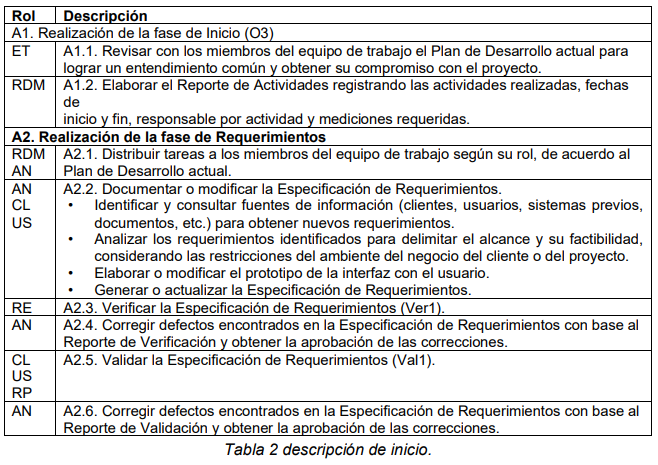 Rol Descripción
A1. Realización de la fase de Inicio (O3)
ET A1.1. Revisar con los miembros del equipo de trabajo el Plan de Desarrollo actual para
lograr un entendimiento común y obtener su compromiso con el proyecto.
RDM A1.2. Elaborar el Reporte de Actividades registrando las actividades realizadas, fechas
de
inicio y fin, responsable por actividad y mediciones requeridas.
A2. Realización de la fase de Requerimientos
RDM A2.1. Distribuir tareas a los miembros del equipo de trabajo según su rol, de acuerdo al
AN Plan de Desarrollo actual.
AN A2.2. Documentar o modificar la Especificación de Requerimientos.
CL • Identificar y consultar fuentes de información (clientes, usuarios, sistemas previos,
US documentos, etc.) para obtener nuevos requerimientos.
• Analizar los requerimientos identificados para delimitar el alcance y su factibilidad,
considerando las restricciones del ambiente del negocio del cliente o del proyecto.
• Elaborar o modificar el prototipo de la interfaz con el usuario.
• Generar o actualizar la Especificación de Requerimientos.
RE A2.3. Verificar la Especificación de Requerimientos (Ver1).
AN A2.4. Corregir defectos encontrados en la Especificación de Requerimientos con base al
Reporte de Verificación y obtener la aprobación de las correcciones.
CL A2.5. Validar la Especificación de Requerimientos (Val1).
US
RP
AN A2.6. Corregir defectos encontrados en la Especificación de Requerimientos con base al
Reporte de Validación y obtener la aprobación de las correcciones.
Tabla 2 descripción de inicio.